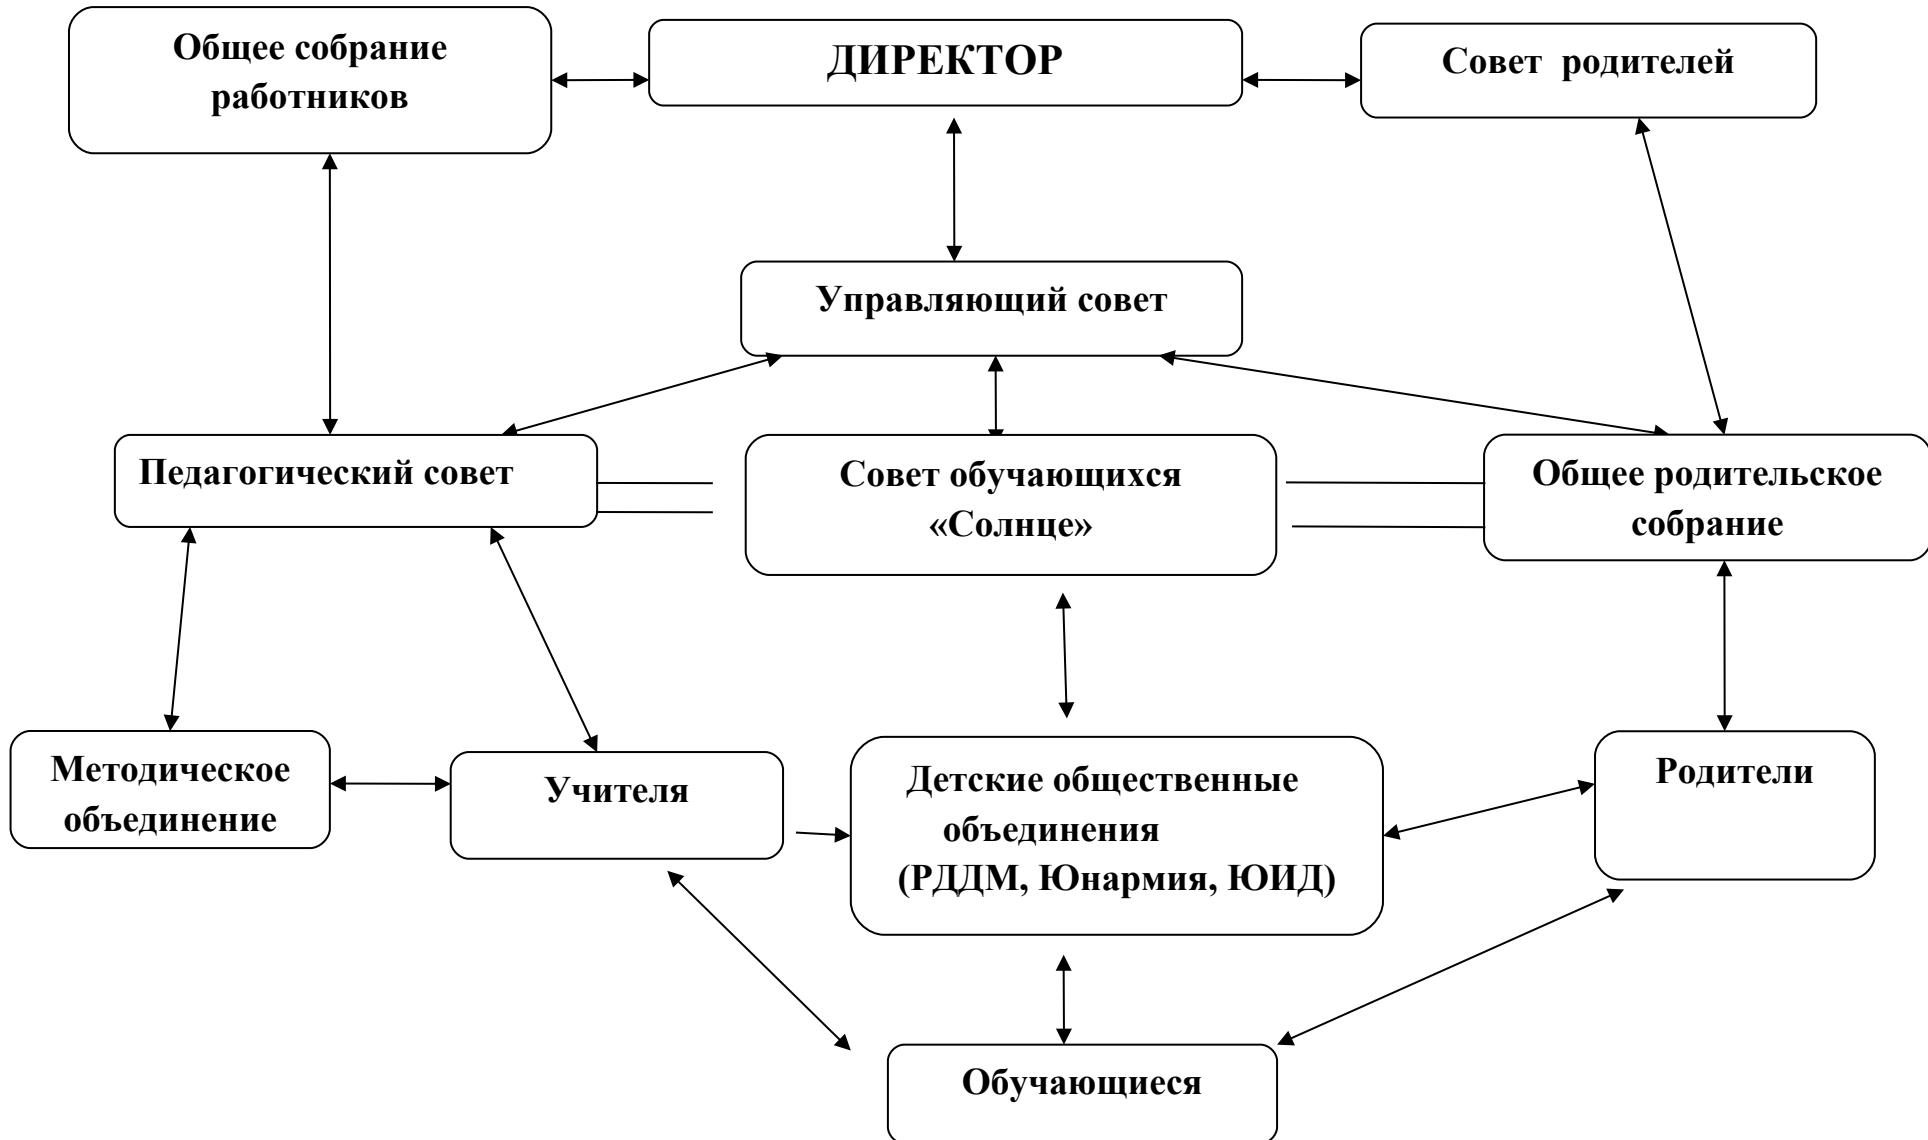 Общее собрание
работников
ДИРЕКТОР
Совет родителей
Управляющий совет
Педагогический совет
Совет обучающихся
«Солнце»
Общее родительское
собрание
Методическое
объединение
Учителя
Детские общественные
объединения
(РДДМ, Юнармия, ЮИД)
Родители
Обучающиеся